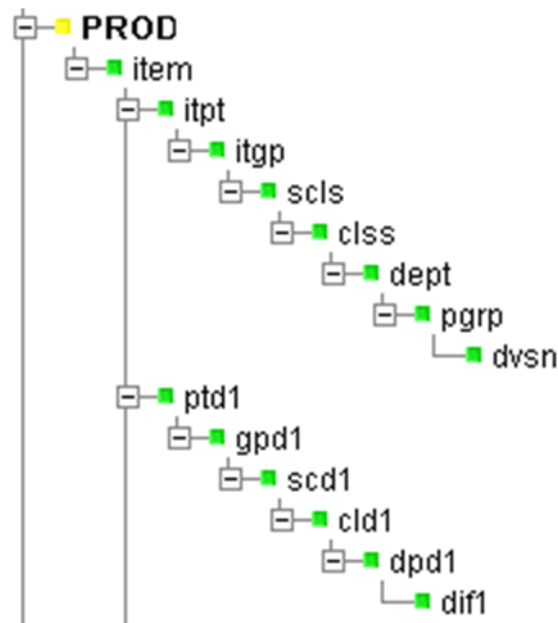 PROD
item
itpt
itgp
scls
clss
dept
pgrp
dvsn
ptd1
gpd1
scd1
cld1
dpd1
dif1